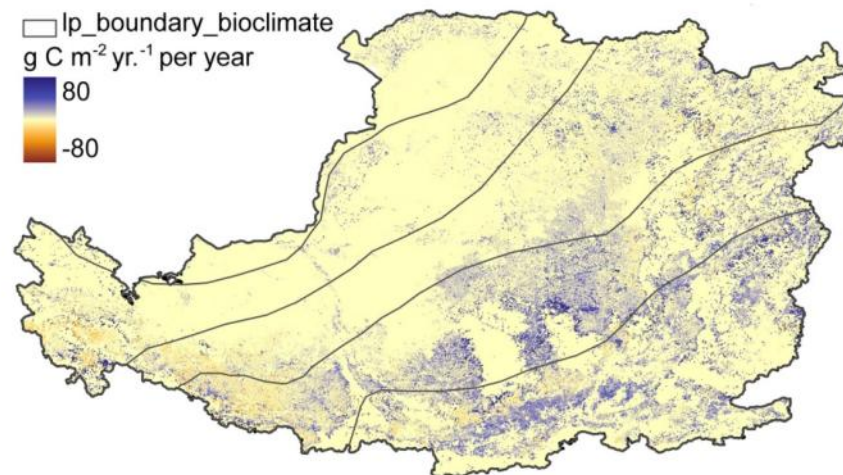 lp_boundary_bioclimate
g C m⁻² yr.⁻¹ per year
80
-80